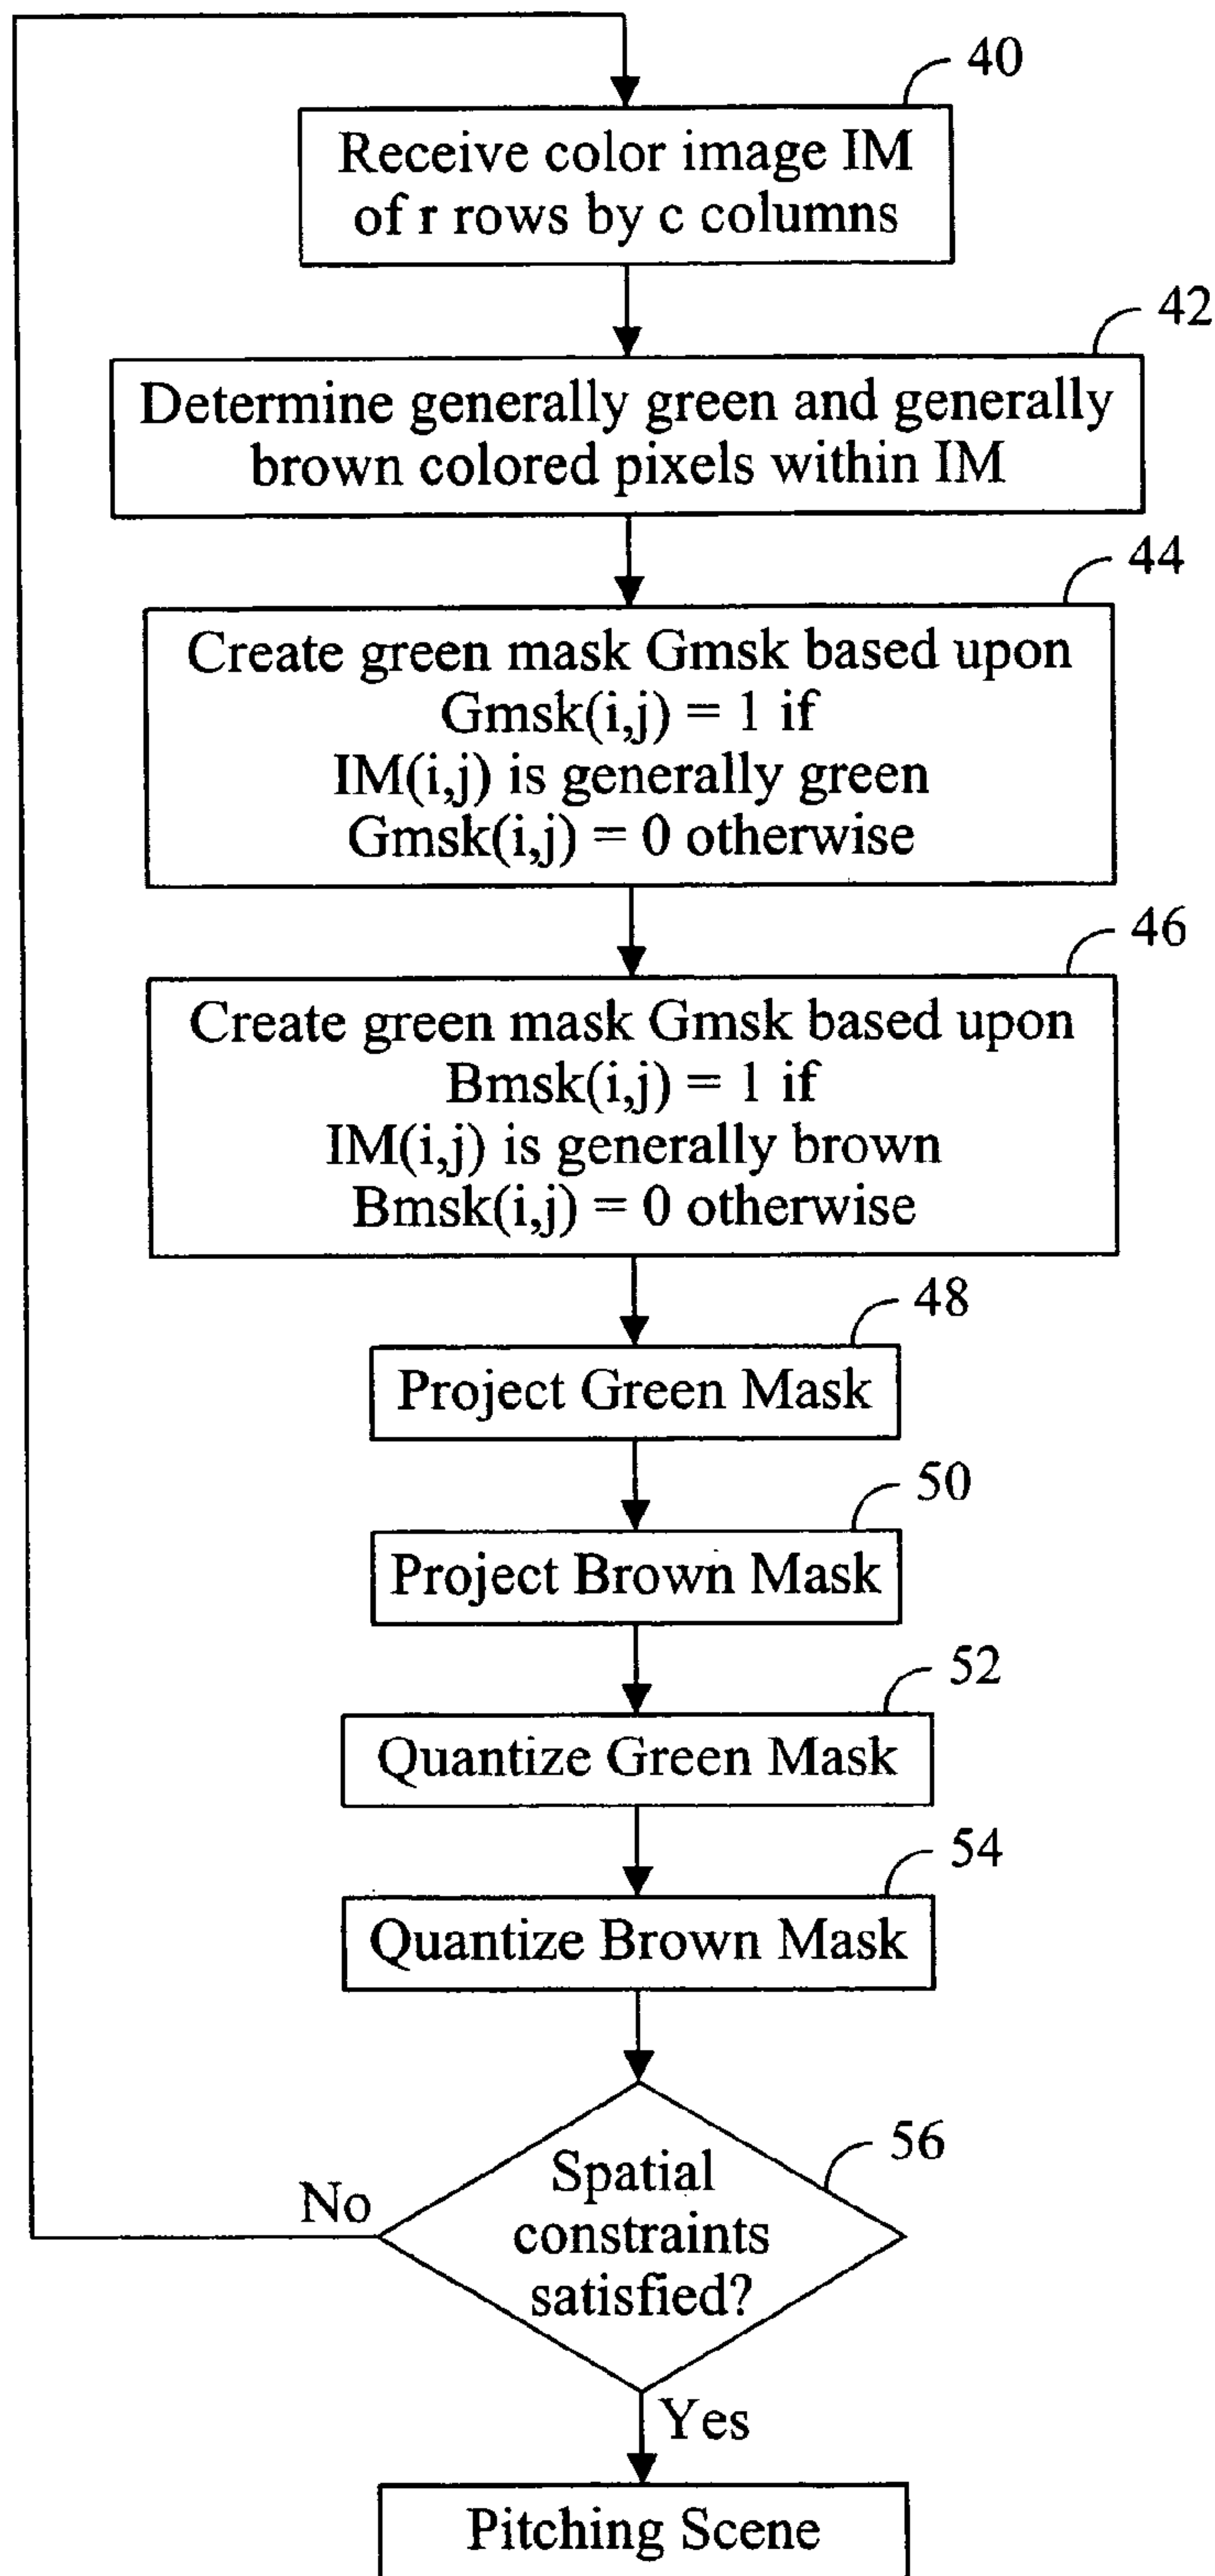 40
Receive color image IM
of r rows by c columns
42
Determine generally green and generally
brown colored pixels within IM
44
Create green mask Gmsk based upon
Gmsk(i,j) = 1 if
IM(i,j) is generally green
Gmsk(i,j) = 0 otherwise
46
Create green mask Gmsk based upon
Bmsk(i,j) = 1 if
IM(i,j) is generally brown
Bmsk(i,j) = 0 otherwise
48
Project Green Mask
50
Project Brown Mask
52
Quantize Green Mask
54
Quantize Brown Mask
56
Spatial
constraints
satisfied?
No
Yes
Pitching Scene